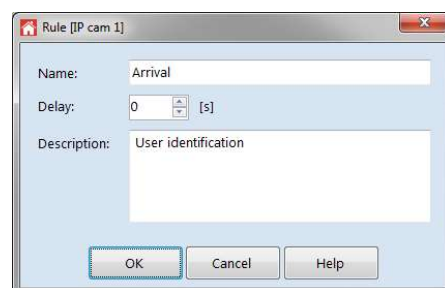 Rule [IP cam 1]
Name: Arrival
Delay: 0 [s]
Description: User identification
OK Cancel Help